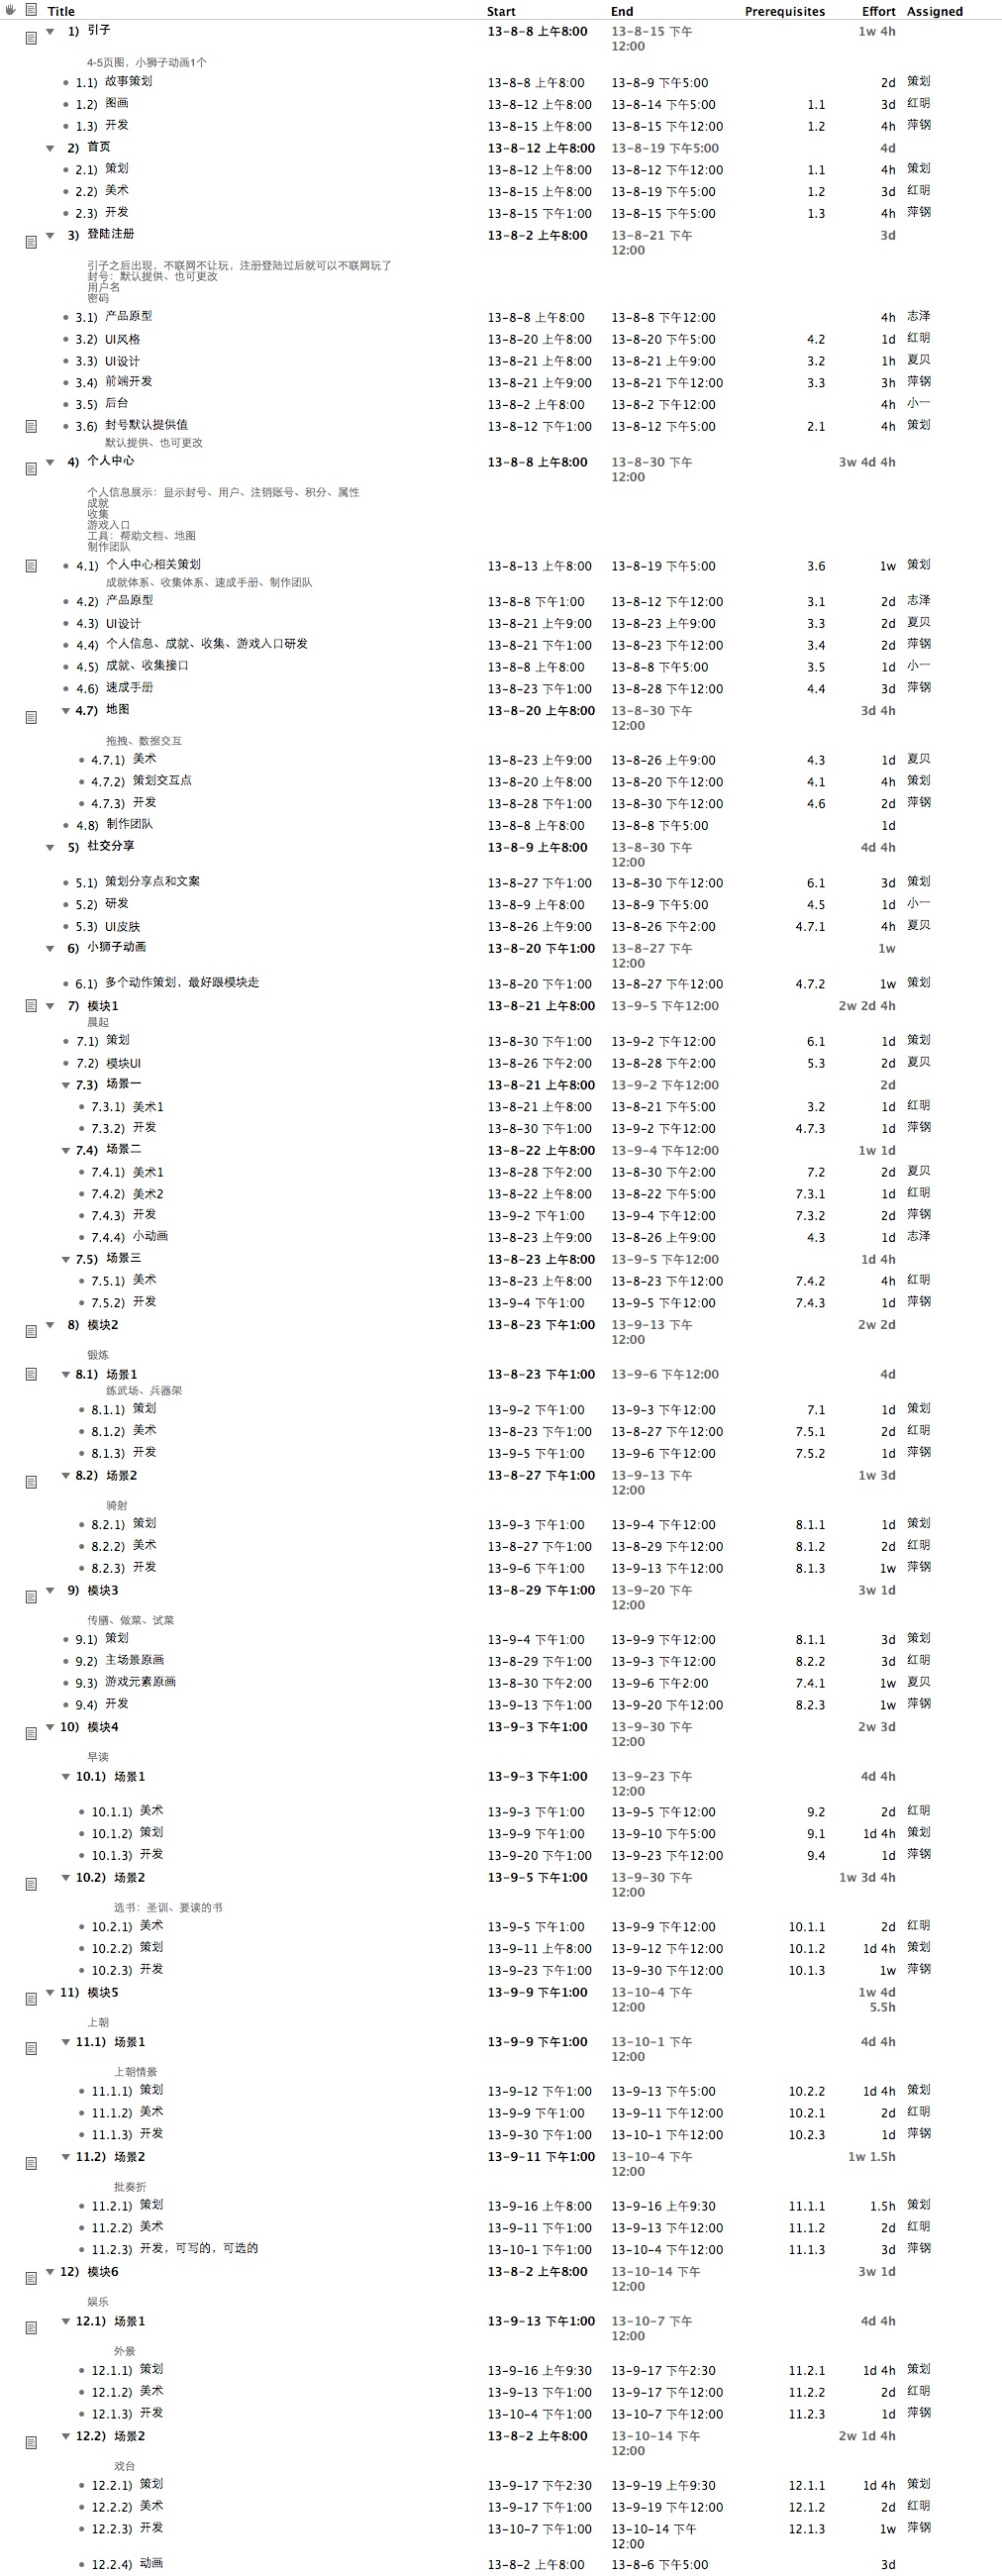 Title Start End Prerequisites Effort Assigned
1) 引子 13-8-8 上午8:00 13-8-15 下午 1w 4h
12:00
4-5页图，小狮子动画1个
1.1) 故事策划 13-8-8 上午8:00 13-8-9 下午5:00 2d 策划
1.2) 图画 13-8-12 上午8:00 13-8-14 下午5:00 1.1 3d 红明
1.3) 开发 13-8-15 上午8:00 13-8-15 下午12:00 1.2 4h 萍钢
2) 首页 13-8-12 上午8:00 13-8-19 下午5:00 4d
2.1) 策划 13-8-12 上午8:00 13-8-12 下午12:00 1.1 4h 策划
2.2) 美术 13-8-15 上午8:00 13-8-19 下午5:00 1.2 3d 红明
2.3) 开发 13-8-15 下午1:00 13-8-15 下午5:00 1.3 4h 萍钢
3) 登陆注册 13-8-2 上午8:00 13-8-21 下午 3d
12:00
引子之后出现，不联网不让玩，注册登陆过后就可以不联网玩了
封号：默认提供、也可更改
用户名
密码
3.1) 产品原型 13-8-8 上午8:00 13-8-8 下午12:00 4h 志泽
3.2) UI风格 13-8-20 上午8:00 13-8-20 下午5:00 4.2 1d 红明
3.3) UI设计 13-8-21 上午8:00 13-8-21 上午9:00 3.2 1h 夏贝
3.4) 前端开发 13-8-21 上午9:00 13-8-21 下午12:00 3.3 3h 萍钢
3.5) 后台 13-8-2 上午8:00 13-8-2 下午12:00 4h 小一
3.6) 封号默认提供值 13-8-12 下午1:00 13-8-12 下午5:00 2.1 4h 策划
默认提供、也可更改
4) 个人中心 13-8-8 上午8:00 13-8-30 下午 3w 4d 4h
12:00
个人信息展示：显示封号、用户、注销账号、积分、属性
成就
收集
游戏入口
工具：帮助文档、地图
制作团队
4.1) 个人中心相关策划 13-8-13 上午8:00 13-8-19 下午5:00 3.6 1w 策划
成就体系、收集体系、速成手册、制作团队
4.2) 产品原型 13-8-8 下午1:00 13-8-12 下午12:00 3.1 2d 志泽
4.3) UI设计 13-8-21 上午9:00 13-8-23 上午9:00 3.3 2d 夏贝
4.4) 个人信息、成就、收集、游戏入口研发 13-8-21 下午1:00 13-8-23 下午12:00 3.4 2d 萍钢
4.5) 成就、收集接口 13-8-8 上午8:00 13-8-8 下午5:00 3.5 1d 小一
4.6) 速成手册 13-8-23 下午1:00 13-8-28 下午12:00 4.4 3d 萍钢
4.7) 地图 13-8-20 上午8:00 13-8-30 下午 3d 4h
12:00
拖拽、数据交互
4.7.1) 美术 13-8-23 上午9:00 13-8-26 上午9:00 4.3 1d 夏贝
4.7.2) 策划交互点 13-8-20 上午8:00 13-8-20 下午12:00 4.1 4h 策划
4.7.3) 开发 13-8-28 下午1:00 13-8-30 下午12:00 4.6 2d 萍钢
4.8) 制作团队 13-8-8 上午8:00 13-8-8 下午5:00 1d
5) 社交分享 13-8-9 上午8:00 13-8-30 下午 4d 4h
12:00
5.1) 策划分享点和文案 13-8-27 下午1:00 13-8-30 下午12:00 6.1 3d 策划
5.2) 研发 13-8-9 上午8:00 13-8-9 下午5:00 4.5 1d 小一
5.3) UI皮肤 13-8-26 上午9:00 13-8-26 下午2:00 4.7.1 4h 夏贝
6) 小狮子动画 13-8-20 下午1:00 13-8-27 下午 1w
12:00
6.1) 多个动作策划，最好跟模块走 13-8-20 下午1:00 13-8-27 下午12:00 4.7.2 1w 策划
7) 模块1 13-8-21 上午8:00 13-9-5 下午12:00 2w 2d 4h
晨起
7.1) 策划 13-8-30 下午1:00 13-9-2 下午12:00 6.1 1d 策划
7.2) 模块UI 13-8-26 下午2:00 13-8-28 下午2:00 5.3 2d 夏贝
7.3) 场景一 13-8-21 上午8:00 13-9-2 下午12:00 2d
7.3.1) 美术1 13-8-21 上午8:00 13-8-21 下午5:00 3.2 1d 红明
7.3.2) 开发 13-8-30 下午1:00 13-9-2 下午12:00 4.7.3 1d 萍钢
7.4) 场景二 13-8-22 上午8:00 13-9-4 下午12:00 1w 1d
7.4.1) 美术1 13-8-28 下午2:00 13-8-30 下午2:00 7.2 2d 夏贝
7.4.2) 美术2 13-8-22 上午8:00 13-8-22 下午5:00 7.3.1 1d 红明
7.4.3) 开发 13-9-2 下午1:00 13-9-4 下午12:00 7.3.2 2d 萍钢
7.4.4) 小动画 13-8-23 上午9:00 13-8-26 上午9:00 4.3 1d 志泽
7.5) 场景三 13-8-23 上午8:00 13-9-5 下午12:00 1d 4h
7.5.1) 美术 13-8-23 上午8:00 13-8-23 下午12:00 7.4.2 4h 红明
7.5.2) 开发 13-9-4 下午1:00 13-9-5 下午12:00 7.4.3 1d 萍钢
8) 模块2 13-8-23 下午1:00 13-9-13 下午 2w 2d
12:00
锻炼
8.1) 场景1 13-8-23 下午1:00 13-9-6 下午12:00 4d
练武场、兵器架
8.1.1) 策划 13-9-2 下午1:00 13-9-3 下午12:00 7.1 1d 策划
8.1.2) 美术 13-8-23 下午1:00 13-8-27 下午12:00 7.5.1 2d 红明
8.1.3) 开发 13-9-5 下午1:00 13-9-6 下午12:00 7.5.2 1d 萍钢
8.2) 场景2 13-8-27 下午1:00 13-9-13 下午 1w 3d
12:00
骑射
8.2.1) 策划 13-9-3 下午1:00 13-9-4 下午12:00 8.1.1 1d 策划
8.2.2) 美术 13-8-27 下午1:00 13-8-29 下午12:00 8.1.2 2d 红明
8.2.3) 开发 13-9-6 下午1:00 13-9-13 下午12:00 8.1.3 1w 萍钢
9) 模块3 13-8-29 下午1:00 13-9-20 下午 3w 1d
12:00
传膳、做菜、试菜
9.1) 策划 13-9-4 下午1:00 13-9-9 下午12:00 8.1.1 3d 策划
9.2) 主场景原画 13-8-29 下午1:00 13-9-3 下午12:00 8.2.2 3d 红明
9.3) 游戏元素原画 13-8-30 下午2:00 13-9-6 下午2:00 7.4.1 1w 夏贝
9.4) 开发 13-9-13 下午1:00 13-9-20 下午12:00 8.2.3 1w 萍钢
10) 模块4 13-9-3 下午1:00 13-9-30 下午 2w 3d
12:00
早读
10.1) 场景1 13-9-3 下午1:00 13-9-23 下午 4d 4h
12:00
10.1.1) 美术 13-9-3 下午1:00 13-9-5 下午12:00 9.2 2d 红明
10.1.2) 策划 13-9-9 下午1:00 13-9-10 下午5:00 9.1 1d 4h 策划
10.1.3) 开发 13-9-20 下午1:00 13-9-23 下午12:00 9.4 1d 萍钢
10.2) 场景2 13-9-5 下午1:00 13-9-30 下午 1w 3d 4h
12:00
选书：圣训、要读的书
10.2.1) 美术 13-9-5 下午1:00 13-9-9 下午12:00 10.1.1 2d 红明
10.2.2) 策划 13-9-11 上午8:00 13-9-12 下午12:00 10.1.2 1d 4h 策划
10.2.3) 开发 13-9-23 下午1:00 13-9-30 下午12:00 10.1.3 1w 萍钢
11) 模块5 13-9-9 下午1:00 13-10-4 下午 1w 4d
12:00 5.5h
上朝
11.1) 场景1 13-9-9 下午1:00 13-10-1 下午 4d 4h
12:00
上朝情景
11.1.1) 策划 13-9-12 下午1:00 13-9-13 下午5:00 10.2.2 1d 4h 策划
11.1.2) 美术 13-9-9 下午1:00 13-9-11 下午12:00 10.2.1 2d 红明
11.1.3) 开发 13-9-30 下午1:00 13-10-1 下午12:00 10.2.3 1d 萍钢
11.2) 场景2 13-9-11 下午1:00 13-10-4 下午 1w 1.5h
12:00
批奏折
11.2.1) 策划 13-9-16 上午8:00 13-9-16 上午9:30 11.1.1 1.5h 策划
11.2.2) 美术 13-9-11 下午1:00 13-9-13 下午12:00 11.1.2 2d 红明
11.2.3) 开发，可写的，可选的 13-10-1 下午1:00 13-10-4 下午12:00 11.1.3 3d 萍钢
12) 模块6 13-8-2 上午8:00 13-10-14 下午 3w 1d
12:00
娱乐
12.1) 场景1 13-9-13 下午1:00 13-10-7 下午 4d 4h
12:00
外景
12.1.1) 策划 13-9-16 上午9:30 13-9-17 下午2:30 11.2.1 1d 4h 策划
12.1.2) 美术 13-9-13 下午1:00 13-9-17 下午12:00 11.2.2 2d 红明
12.1.3) 开发 13-10-4 下午1:00 13-10-7 下午12:00 11.2.3 1d 萍钢
12.2) 场景2 13-8-2 上午8:00 13-10-14 下午 2w 1d 4h
12:00
戏台
12.2.1) 策划 13-9-17 下午2:30 13-9-19 上午9:30 12.1.1 1d 4h 策划
12.2.2) 美术 13-9-17 下午1:00 13-9-19 下午12:00 12.1.2 2d 红明
12.2.3) 开发 13-10-7 下午1:00 13-10-14 下午 12.1.3 1w 萍钢
12:00
12.2.4) 动画 13-8-2 上午8:00 13-8-6 下午5:00 3d